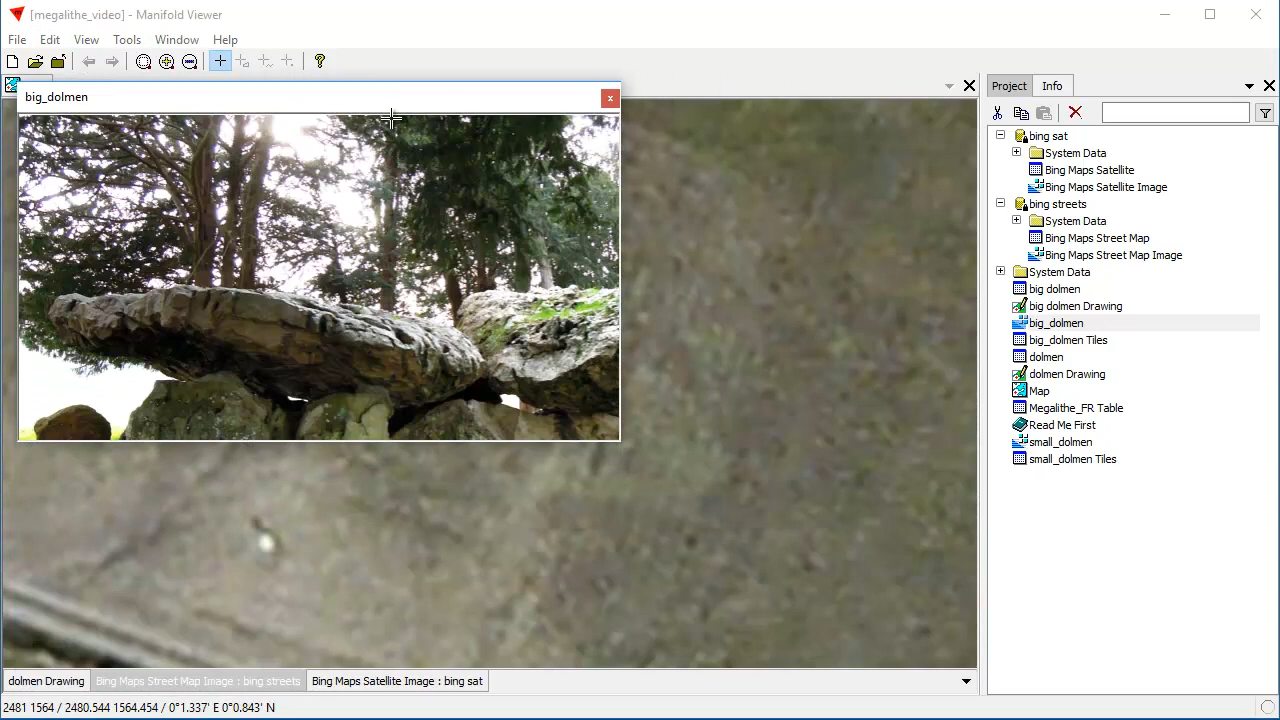 [megalithe_video] - Manifold Viewer
File Edit View Tools Window Help
big_dolmen
Project Info
bing sat
System Data
Bing Maps Satellite
Bing Maps Satellite Image
bing streets
System Data
Bing Maps Street Map
Bing Maps Street Map Image
System Data
big dolmen
big dolmen Drawing
big_dolmen
big_dolmen Tiles
dolmen
dolmen Drawing
Map
Megalithe_FR Table
Read Me First
small_dolmen
small_dolmen Tiles
dolmen Drawing Bing Maps Street Map Image : bing streets Bing Maps Satellite Image : bing sat
2481 1564 / 2480.544 1564.454 / 0°1.337' E 0°0.843' N